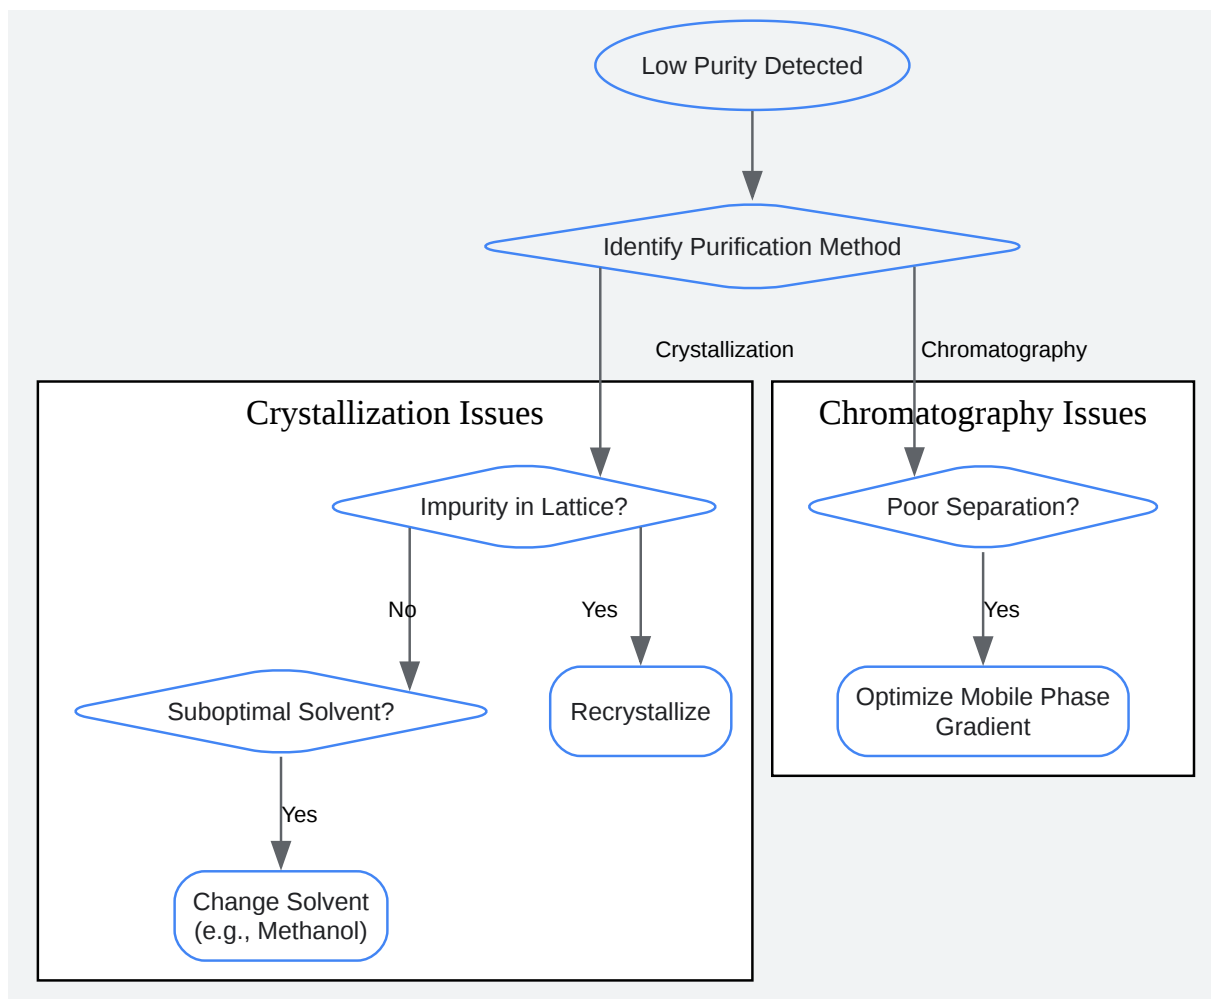 Low Purity Detected
Identify Purification Method
Crystallization
Chromatography
Crystallization Issues
Chromatography Issues
Impurity in Lattice?
Poor Separation?
No
Yes
Yes
Suboptimal Solvent?
Recrystallize
Optimize Mobile Phase
Gradient
Yes
Change Solvent
(e.g., Methanol)